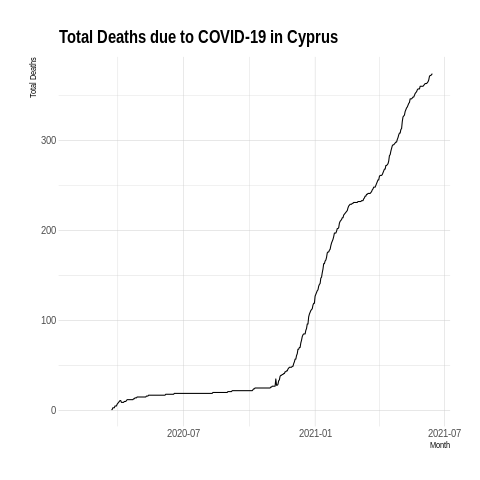 Total Deaths due to COVID-19 in Cyprus
Total Deaths
300
200
100
0
2020-07
2021-01
2021-07
Month